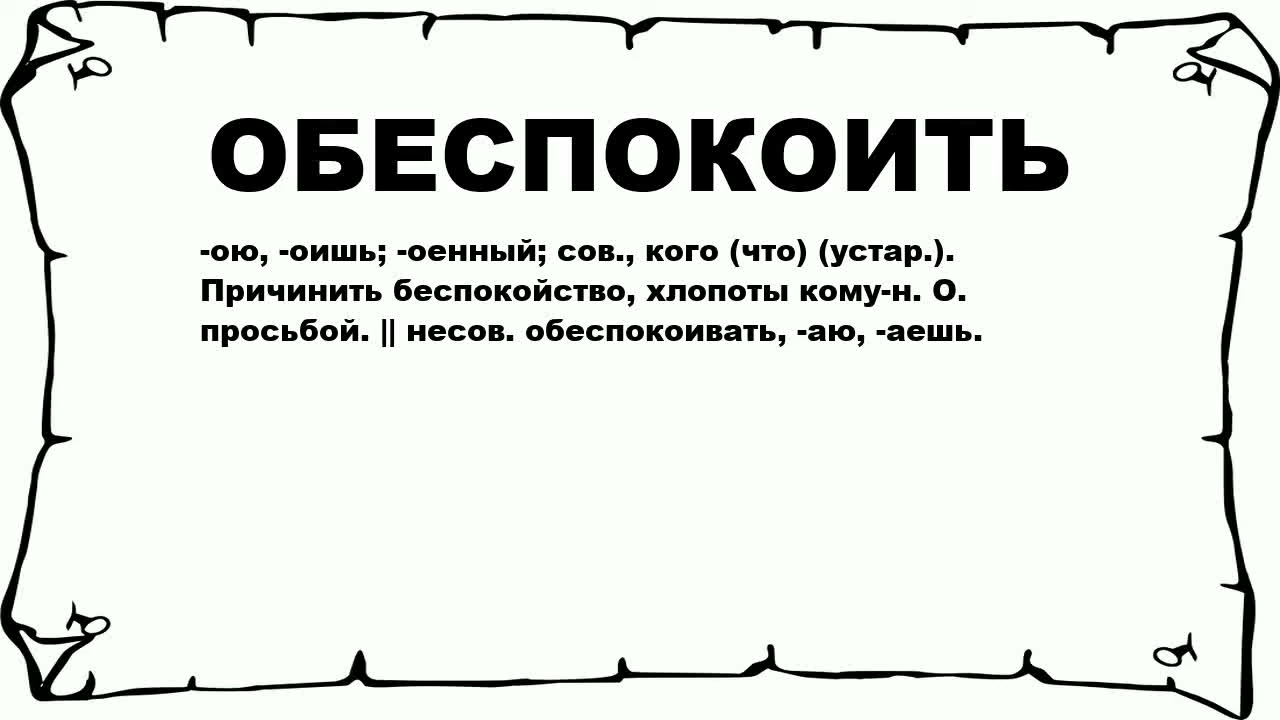 ОБЕСПОКОИТЬ
-ою, -оишь; -оенный; сов., кого (что) (устар.).
Причинить беспокойство, хлопоты кому-н. О.
просьбой. || несов. обеспокоивать, -аю, -аешь.